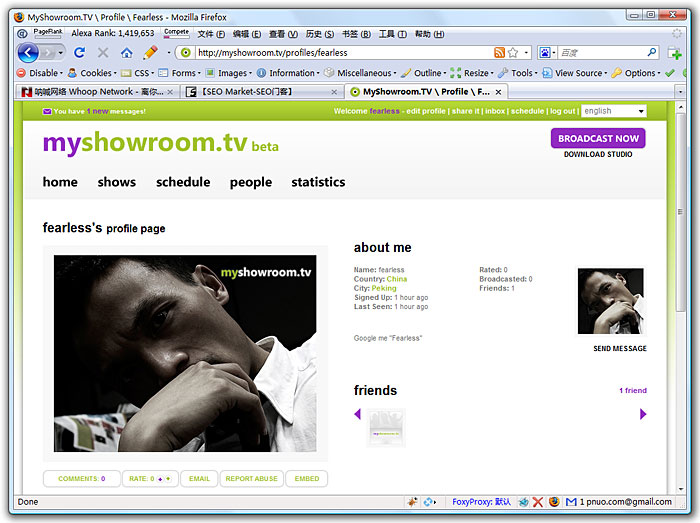 MyShowroom.TV \ Profile \ Fearless - Mozilla Firefox
PageRank Alexa Rank: 1,419,653 Compete 文件 (F) 编辑 (E) 查看 (V) 历史 (S) 书签 (B) 工具 (T) 帮助 (H)
http://myshowroom.tv/profiles/fearless 百度
Disable Cookies CSS Forms Images Information Miscellaneous Outline Resize Tools View Source Options
呐喊网络 Whoop Network - 离你... 【SEO Market-SEO门客】 MyShowroom.TV \ Profile \ F...
You have 1 new messages! Welcome fearless edit profile | share it | inbox | schedule | log out | english
myshowroom.tv beta
BROADCAST NOW
DOWNLOAD STUDIO
home shows schedule people statistics
fearless's profile page
myshowroom.tv
COMMENTS: 0 RATE: 0 + + EMAIL REPORT ABUSE EMBED
about me
Name: fearless
Country: China
City: Peking
Signed Up: 1 hour ago
Last Seen: 1 hour ago
Rated: 0
Broadcasted: 0
Friends: 1
Google me "Fearless"
SEND MESSAGE
friends 1 friend
myshowroom.tv
Done FoxyProxy: 默认 1 pnuo.com@gmail.com